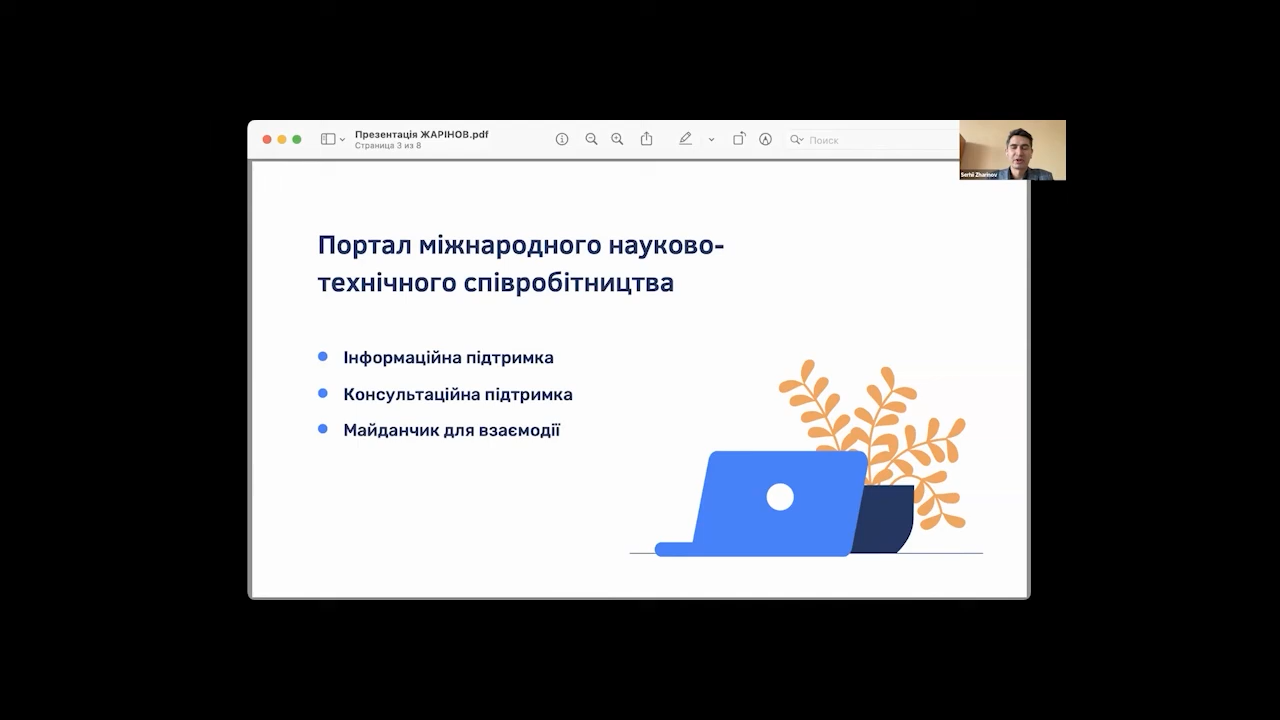 Презентація ЖАРІНОВ.pdf
Страница 3 из 8
Поиск
Serhii Zharinov
Портал міжнародного науково-
технічного співробітництва
Інформаційна підтримка
Консультаційна підтримка
Майданчик для взаємодії